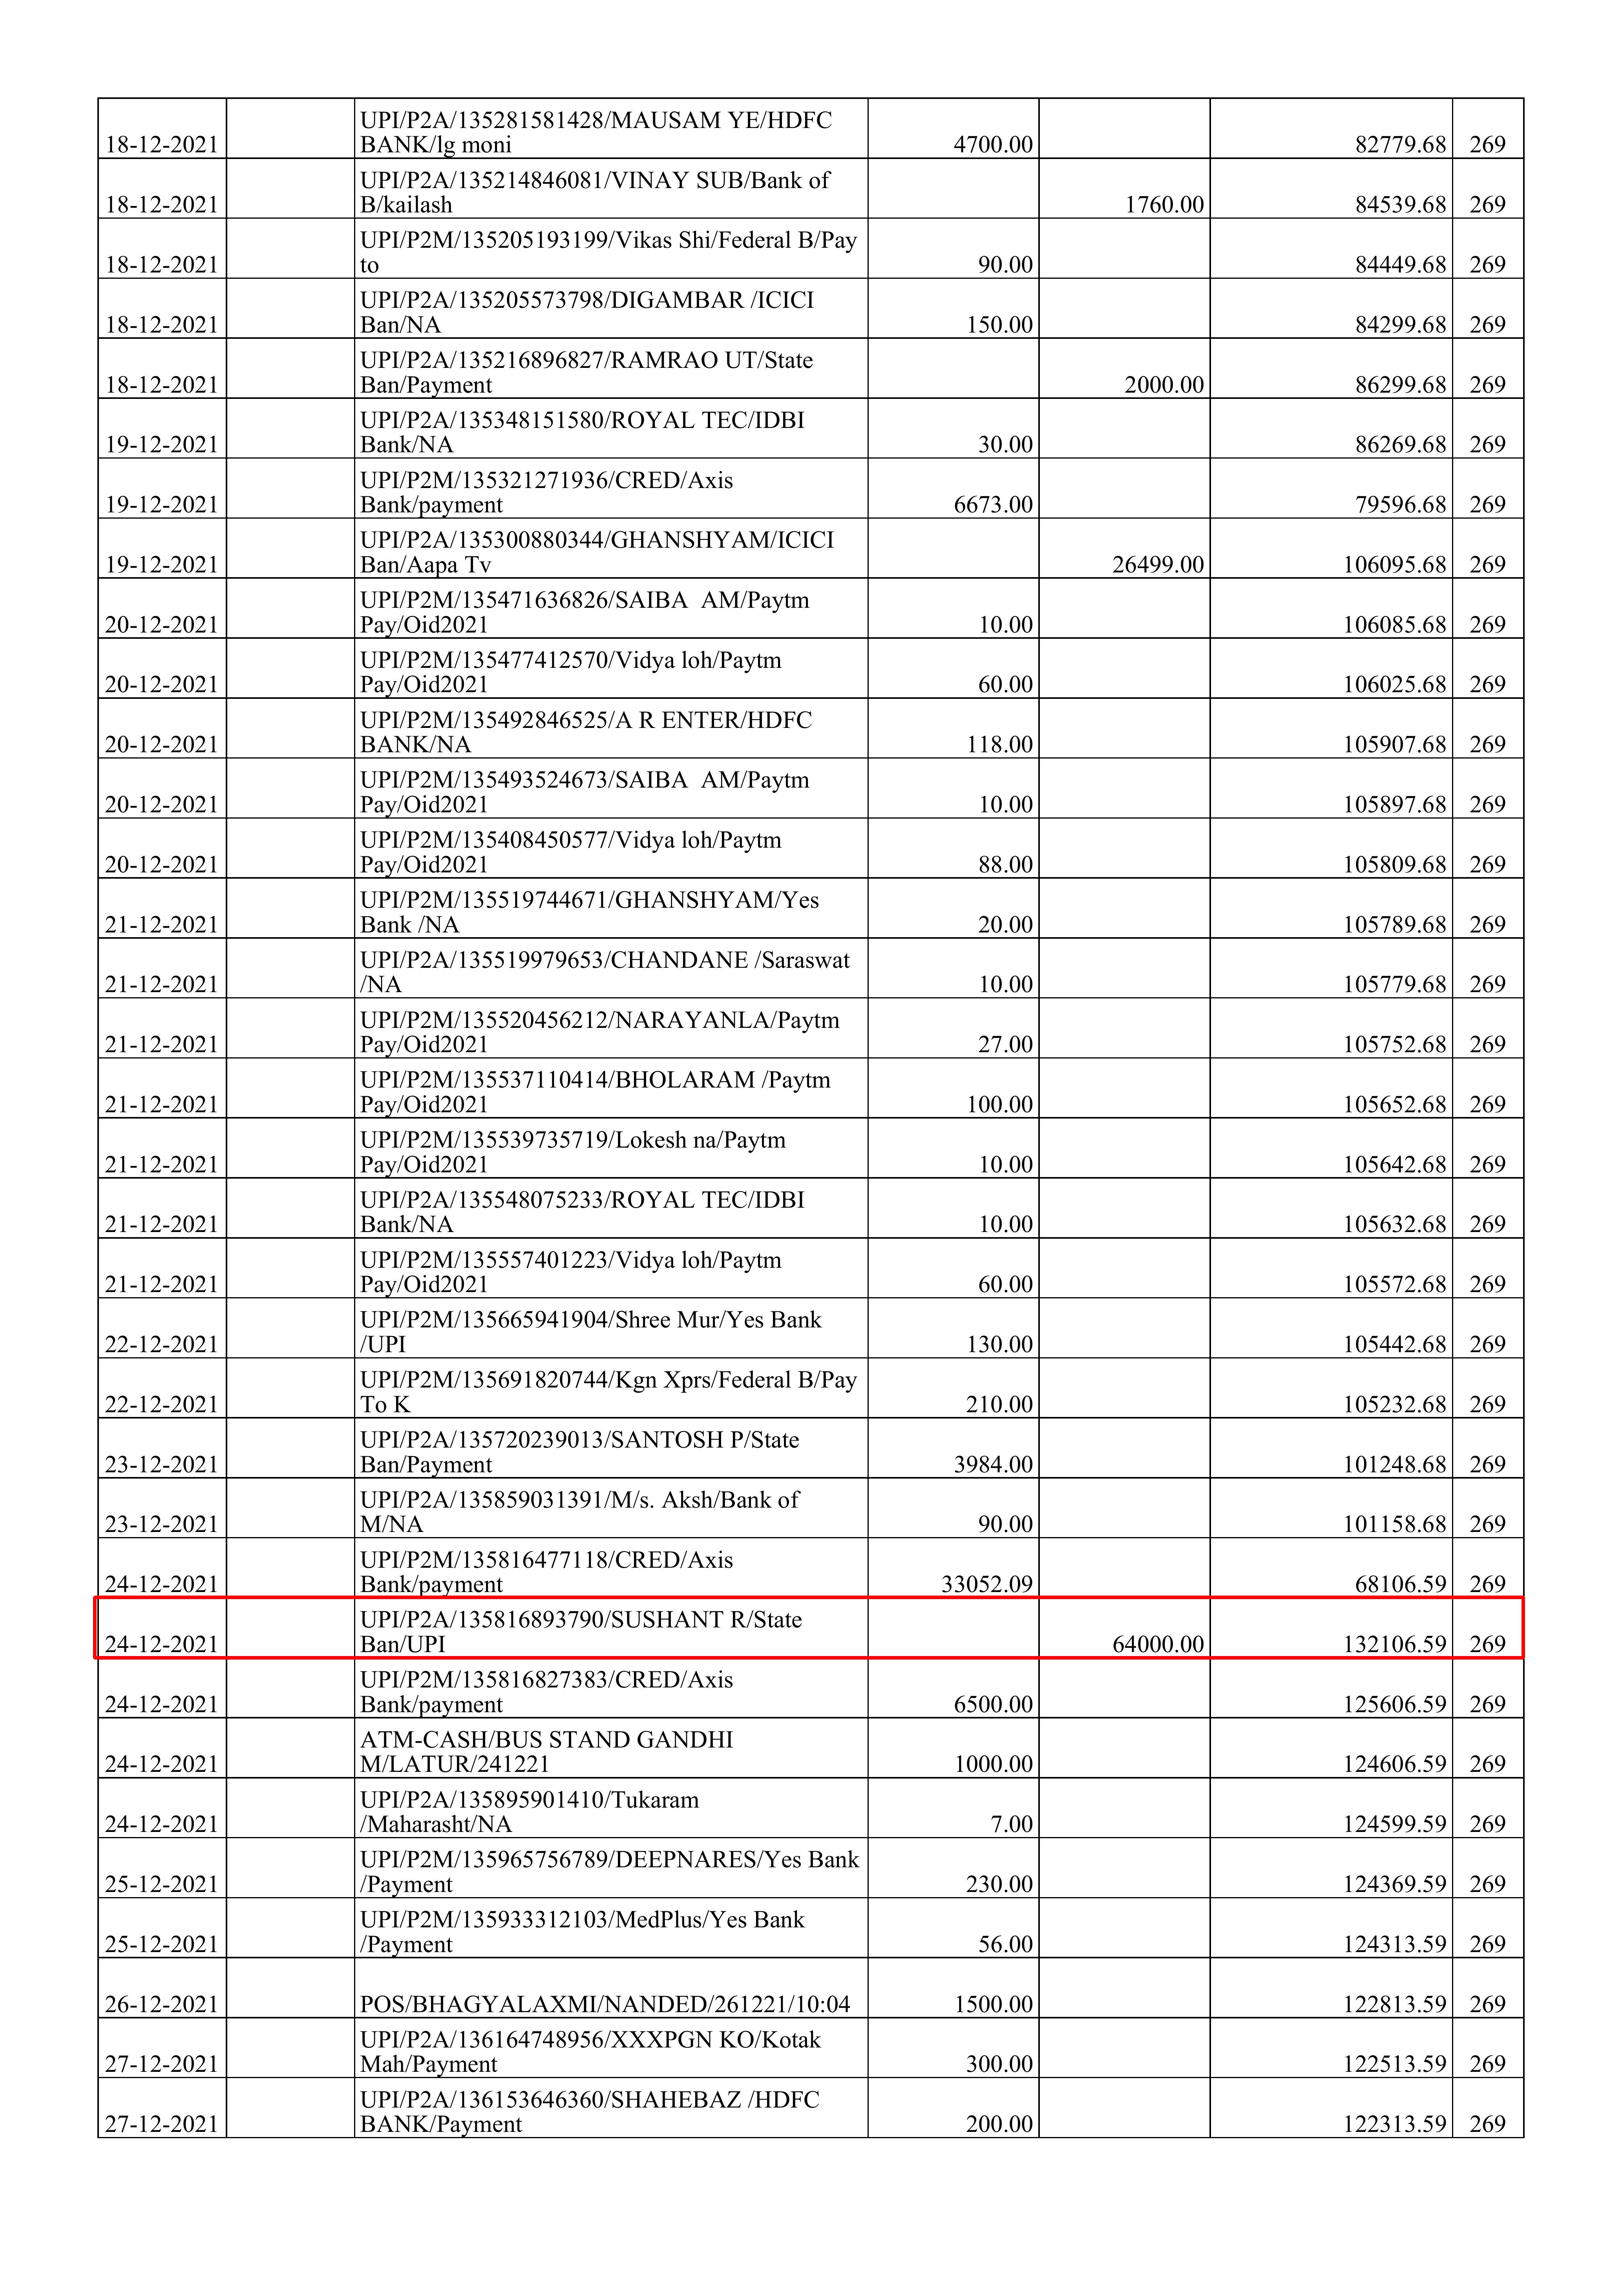 UPI/P2A/135281581428/MAUSAM YE/HDFC
18-12-2021 BANK/lg moni 4700.00 82779.68 269
UPI/P2A/135214846081/VINAY SUB/Bank of
18-12-2021 B/kailash 1760.00 84539.68 269
UPI/P2M/135205193199/Vikas Shi/Federal B/Pay
18-12-2021 to 90.00 84449.68 269
UPI/P2A/135205573798/DIGAMBAR /ICICI
18-12-2021 Ban/NA 150.00 84299.68 269
UPI/P2A/135216896827/RAMRAO UT/State
18-12-2021 Ban/Payment 2000.00 86299.68 269
UPI/P2A/135348151580/ROYAL TEC/IDBI
19-12-2021 Bank/NA 30.00 86269.68 269
UPI/P2M/135321271936/CRED/Axis
19-12-2021 Bank/payment 6673.00 79596.68 269
UPI/P2A/135300880344/GHANSHYAM/ICICI
19-12-2021 Ban/Aapa Tv 26499.00 106095.68 269
UPI/P2M/135471636826/SAIBA  AM/Paytm
20-12-2021 Pay/Oid2021 10.00 106085.68 269
UPI/P2M/135477412570/Vidya loh/Paytm
20-12-2021 Pay/Oid2021 60.00 106025.68 269
UPI/P2M/135492846525/A R ENTER/HDFC
20-12-2021 BANK/NA 118.00 105907.68 269
UPI/P2M/135493524673/SAIBA  AM/Paytm
20-12-2021 Pay/Oid2021 10.00 105897.68 269
UPI/P2M/135408450577/Vidya loh/Paytm
20-12-2021 Pay/Oid2021 88.00 105809.68 269
UPI/P2M/135519744671/GHANSHYAM/Yes
21-12-2021 Bank /NA 20.00 105789.68 269
UPI/P2A/135519979653/CHANDANE /Saraswat
21-12-2021 /NA 10.00 105779.68 269
UPI/P2M/135520456212/NARAYANLA/Paytm
21-12-2021 Pay/Oid2021 27.00 105752.68 269
UPI/P2M/135537110414/BHOLARAM /Paytm
21-12-2021 Pay/Oid2021 100.00 105652.68 269
UPI/P2M/135539735719/Lokesh na/Paytm
21-12-2021 Pay/Oid2021 10.00 105642.68 269
UPI/P2A/135548075233/ROYAL TEC/IDBI
21-12-2021 Bank/NA 10.00 105632.68 269
UPI/P2M/135557401223/Vidya loh/Paytm
21-12-2021 Pay/Oid2021 60.00 105572.68 269
UPI/P2M/135665941904/Shree Mur/Yes Bank
22-12-2021 /UPI 130.00 105442.68 269
UPI/P2M/135691820744/Kgn Xprs/Federal B/Pay
22-12-2021 To K 210.00 105232.68 269
UPI/P2A/135720239013/SANTOSH P/State
23-12-2021 Ban/Payment 3984.00 101248.68 269
UPI/P2A/135859031391/M/s. Aksh/Bank of
23-12-2021 M/NA 90.00 101158.68 269
UPI/P2M/135816477118/CRED/Axis
24-12-2021 Bank/payment 33052.09 68106.59 269
UPI/P2A/135816893790/SUSHANT R/State
24-12-2021 Ban/UPI 64000.00 132106.59 269
UPI/P2M/135816827383/CRED/Axis
24-12-2021 Bank/payment 6500.00 125606.59 269
ATM-CASH/BUS STAND GANDHI
24-12-2021 M/LATUR/241221 1000.00 124606.59 269
UPI/P2A/135895901410/Tukaram
24-12-2021 /Maharasht/NA 7.00 124599.59 269
UPI/P2M/135965756789/DEEPNARES/Yes Bank
25-12-2021 /Payment 230.00 124369.59 269
UPI/P2M/135933312103/MedPlus/Yes Bank
25-12-2021 /Payment 56.00 124313.59 269
26-12-2021 POS/BHAGYALAXMI/NANDED/261221/10:04 1500.00 122813.59 269
UPI/P2A/136164748956/XXXPGN KO/Kotak
27-12-2021 Mah/Payment 300.00 122513.59 269
UPI/P2A/136153646360/SHAHEBAZ /HDFC
27-12-2021 BANK/Payment 200.00 122313.59 269